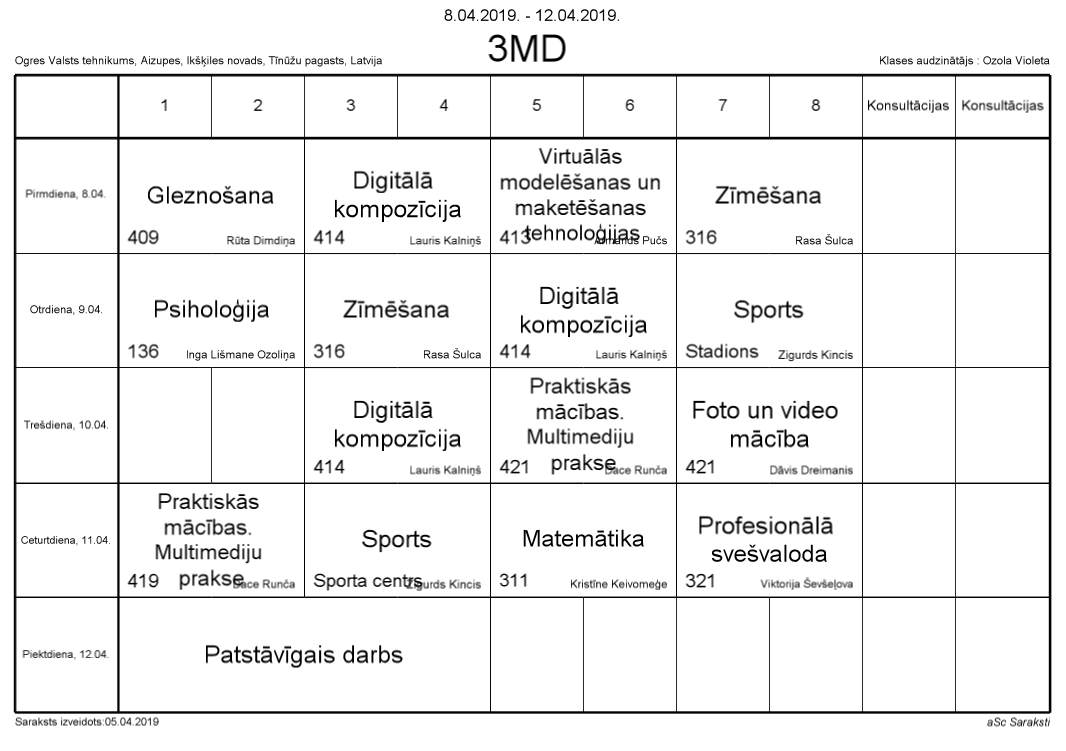 8.04.2019. - 12.04.2019.
Ogres Valsts tehnikums, Aizupes, Ikšķiles novads, Tīnūžu pagasts, Latvija
3MD
Klases audzinātājs : Ozola Violeta
1 2 3 4 5 6 7 8 Konsultācijas Konsultācijas
Pirmdiena, 8.04.
Gleznošana
409 Rūta Dimdiņa
Digitālā
kompozīcija
414 Lauris Kalniņš
Virtuālās
modelēšanas un
maketēšanas
tehnoloģijas
413 Pučs
Zīmēšana
316 Rasa Šulca
Otrdiena, 9.04.
Psiholoģija
136 Inga Lišmane Ozoliņa
Zīmēšana
316 Rasa Šulca
Digitālā
kompozīcija
414 Lauris Kalniņš
Sports
Stadions Zigurds Kincis
Trešdiena, 10.04.
Digitālā
kompozīcija
414 Lauris Kalniņš
Praktiskās
mācības.
Multimediju
prakse
421 Dace Runča
Foto un video
mācība
421 Dāvis Dreimanis
Ceturtdiena, 11.04.
Praktiskās
mācības.
Multimediju
prakse
419 Dace Runča
Sports
Sporta centrs Zigurds Kincis
Matemātika
311 Kristīne Keivomeģe
Profesionālā
svešvaloda
321 Viktorija Ševšeļova
Piektdiena, 12.04.
Patstāvīgais darbs
Saraksts izveidots:05.04.2019
aSc Saraksti